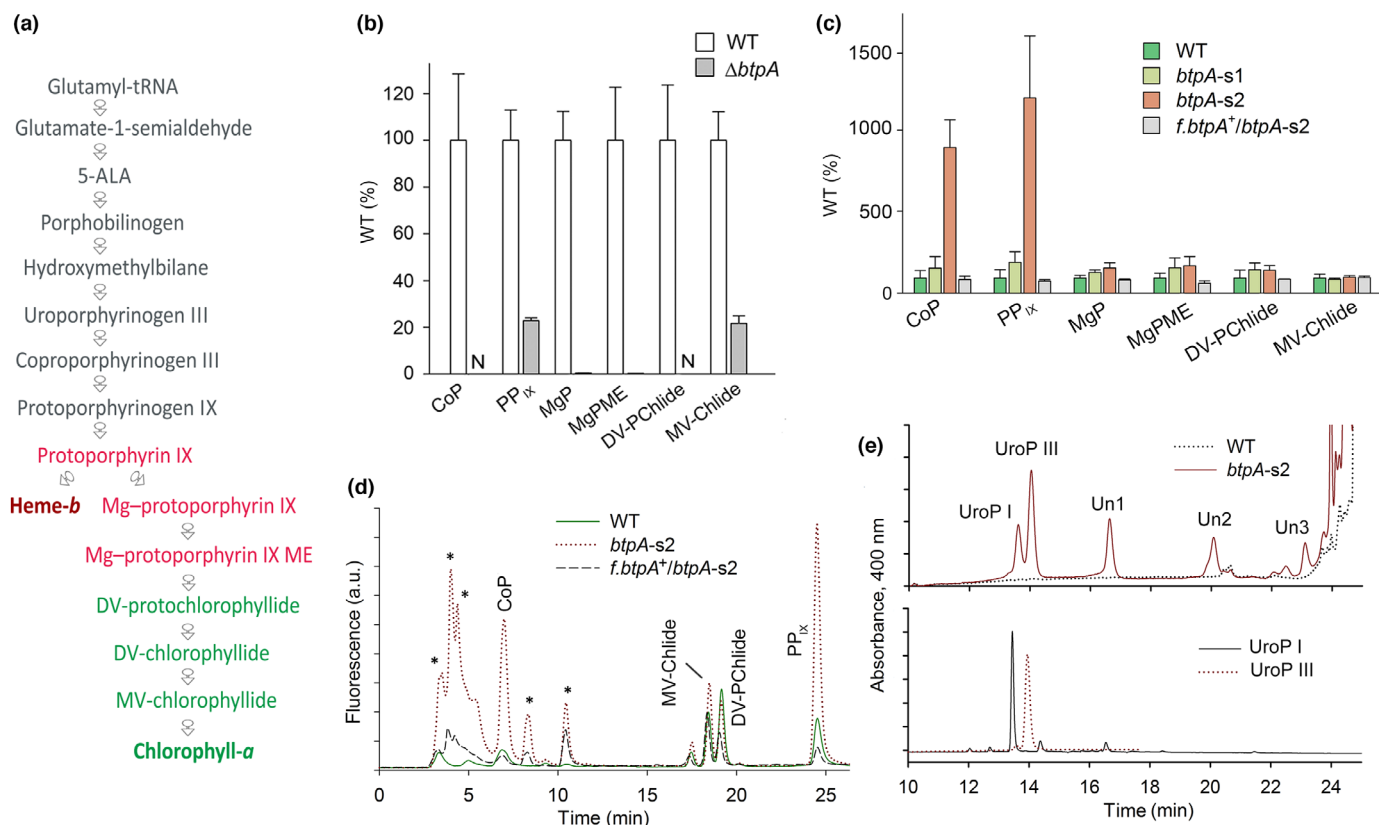 (a)
Glutamyl-tRNA
Glutamate-1-semialdehyde
5-ALA
Porphobilinogen
Hydroxymethylbilane
Uroporphyrinogen III
Coproporphyrinogen III
Protoporphyrinogen IX
Protoporphyrin IX
Heme-b
Mg–protoporphyrin IX
Mg–protoporphyrin IX ME
DV-protochlorophyllide
DV-chlorophyllide
MV-chlorophyllide
Chlorophyll-a
(b)
WT
ΔbtpA
WT (%)
120
100
80
60
40
20
0
N
N
CoP
PPIX
MgP
MgPME
DV-PChlide
MV-Chlide
(c)
WT
btpA-s1
btpA-s2
f.btpA+/btpA-s2
WT (%)
1500
1000
500
0
CoP
PPIX
MgP
MgPME
DV-PChlide
MV-Chlide
(d)
WT
btpA-s2
f.btpA+/btpA-s2
Fluorescence (a.u.)
*
*
*
CoP
*
*
MV-Chlide
DV-PChlide
PPIX
0
5
10
15
20
25
Time (min)
(e)
WT
btpA-s2
UroP III
UroP I
Un1
Un2
Un3
Absorbance, 400 nm
UroP I
UroP III
10
12
14
16
18
20
22
24
Time (min)